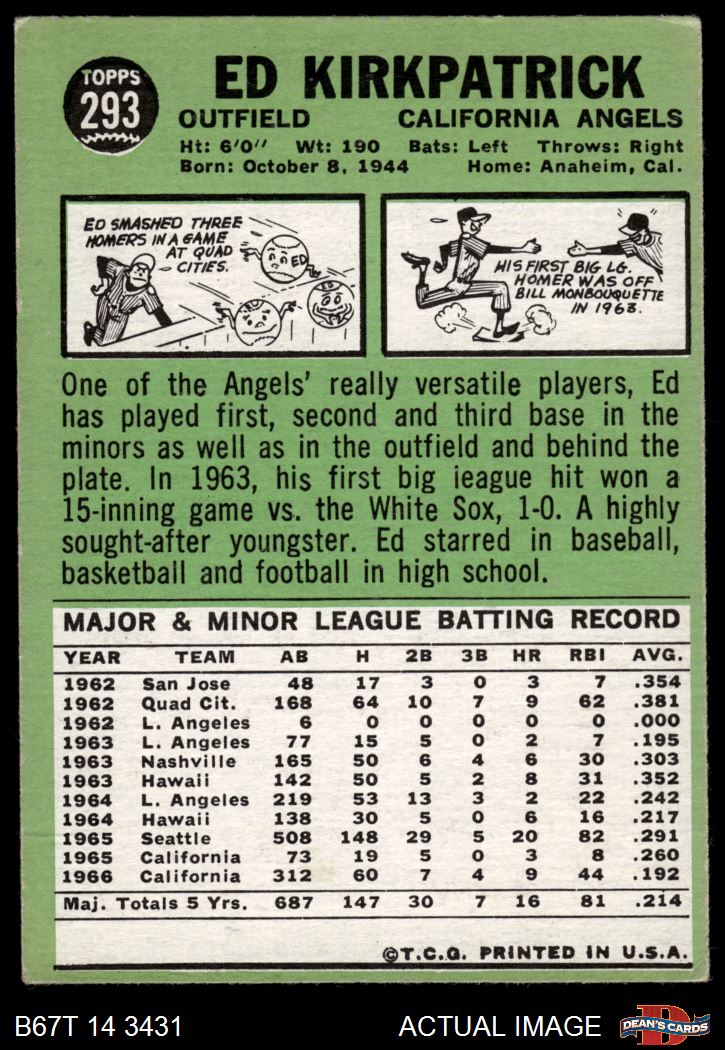 TOPPS
293
ED KIRKPATRICK
OUTFIELD CALIFORNIA ANGELS
Ht: 6'0" Wt: 190 Bats: Left Throws: Right
Born: October 8, 1944 Home: Anaheim, Cal.
ED SMASHED THREE
HOMERS IN A GAME
AT QUAD
CITIES.
ED
ED
HIS FIRST BIG LG.
HOMER WAS OFF
BILL MONBOUQUETTE
IN 1963.
One of the Angels' really versatile players, Ed
has played first, second and third base in the
minors as well as in the outfield and behind the
plate. In 1963, his first big ieague hit won a
15-inning game vs. the White Sox, 1-0. A highly
sought-after youngster. Ed starred in baseball,
basketball and football in high school.
MAJOR & MINOR LEAGUE BATTING RECORD
YEAR TEAM AB H 2B 3B HR RBI AVG.
1962 San Jose 48 17 3 0 3 7 .354
1962 Quad Cit. 168 64 10 7 9 62 .381
1962 L. Angeles 6 0 0 0 0 0 .000
1963 L. Angeles 77 15 5 0 2 7 .195
1963 Nashville 165 50 6 4 6 30 .303
1963 Hawaii 142 50 5 2 8 31 .352
1964 L. Angeles 219 53 13 3 2 22 .242
1964 Hawaii 138 30 5 0 6 16 .217
1965 Seattle 508 148 29 5 20 82 .291
1965 California 73 19 5 0 3 8 .260
1966 California 312 60 7 4 9 44 .192
Maj. Totals 5 Yrs. 687 147 30 7 16 81 .214
©T.C.G. PRINTED IN U.S.A.
B67T 14 3431 ACTUAL IMAGE
D
DEAN'S CARDS